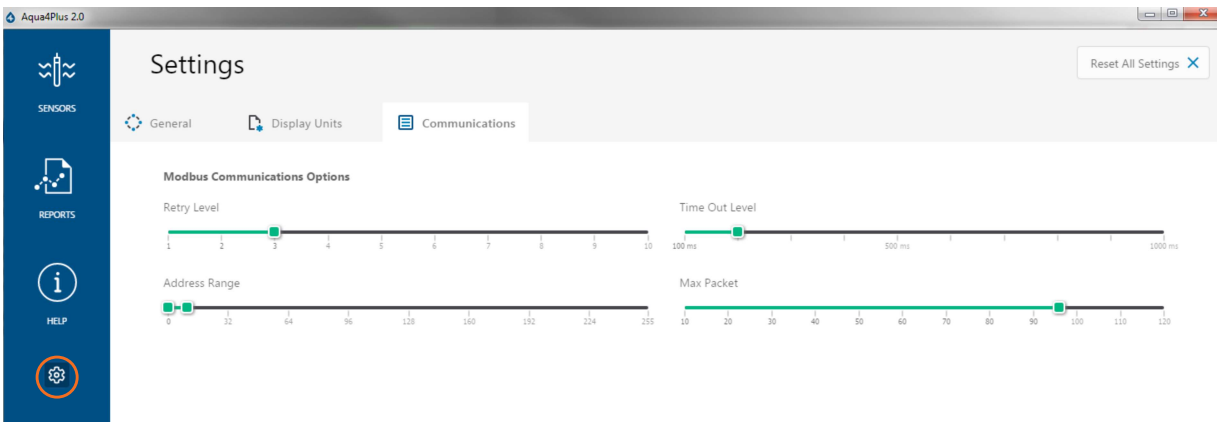 Aqua4Plus 2.0
SENSORS
REPORTS
HELP
Settings
Reset All Settings
General
Display Units
Communications
Modbus Communications Options
Retry Level
1 2 3 4 5 6 7 8 9 10
Time Out Level
100 ms 500 ms 1000 ms
Address Range
0 32 64 96 128 160 192 224 255
Max Packet
10 20 30 40 50 60 70 80 90 100 110 120